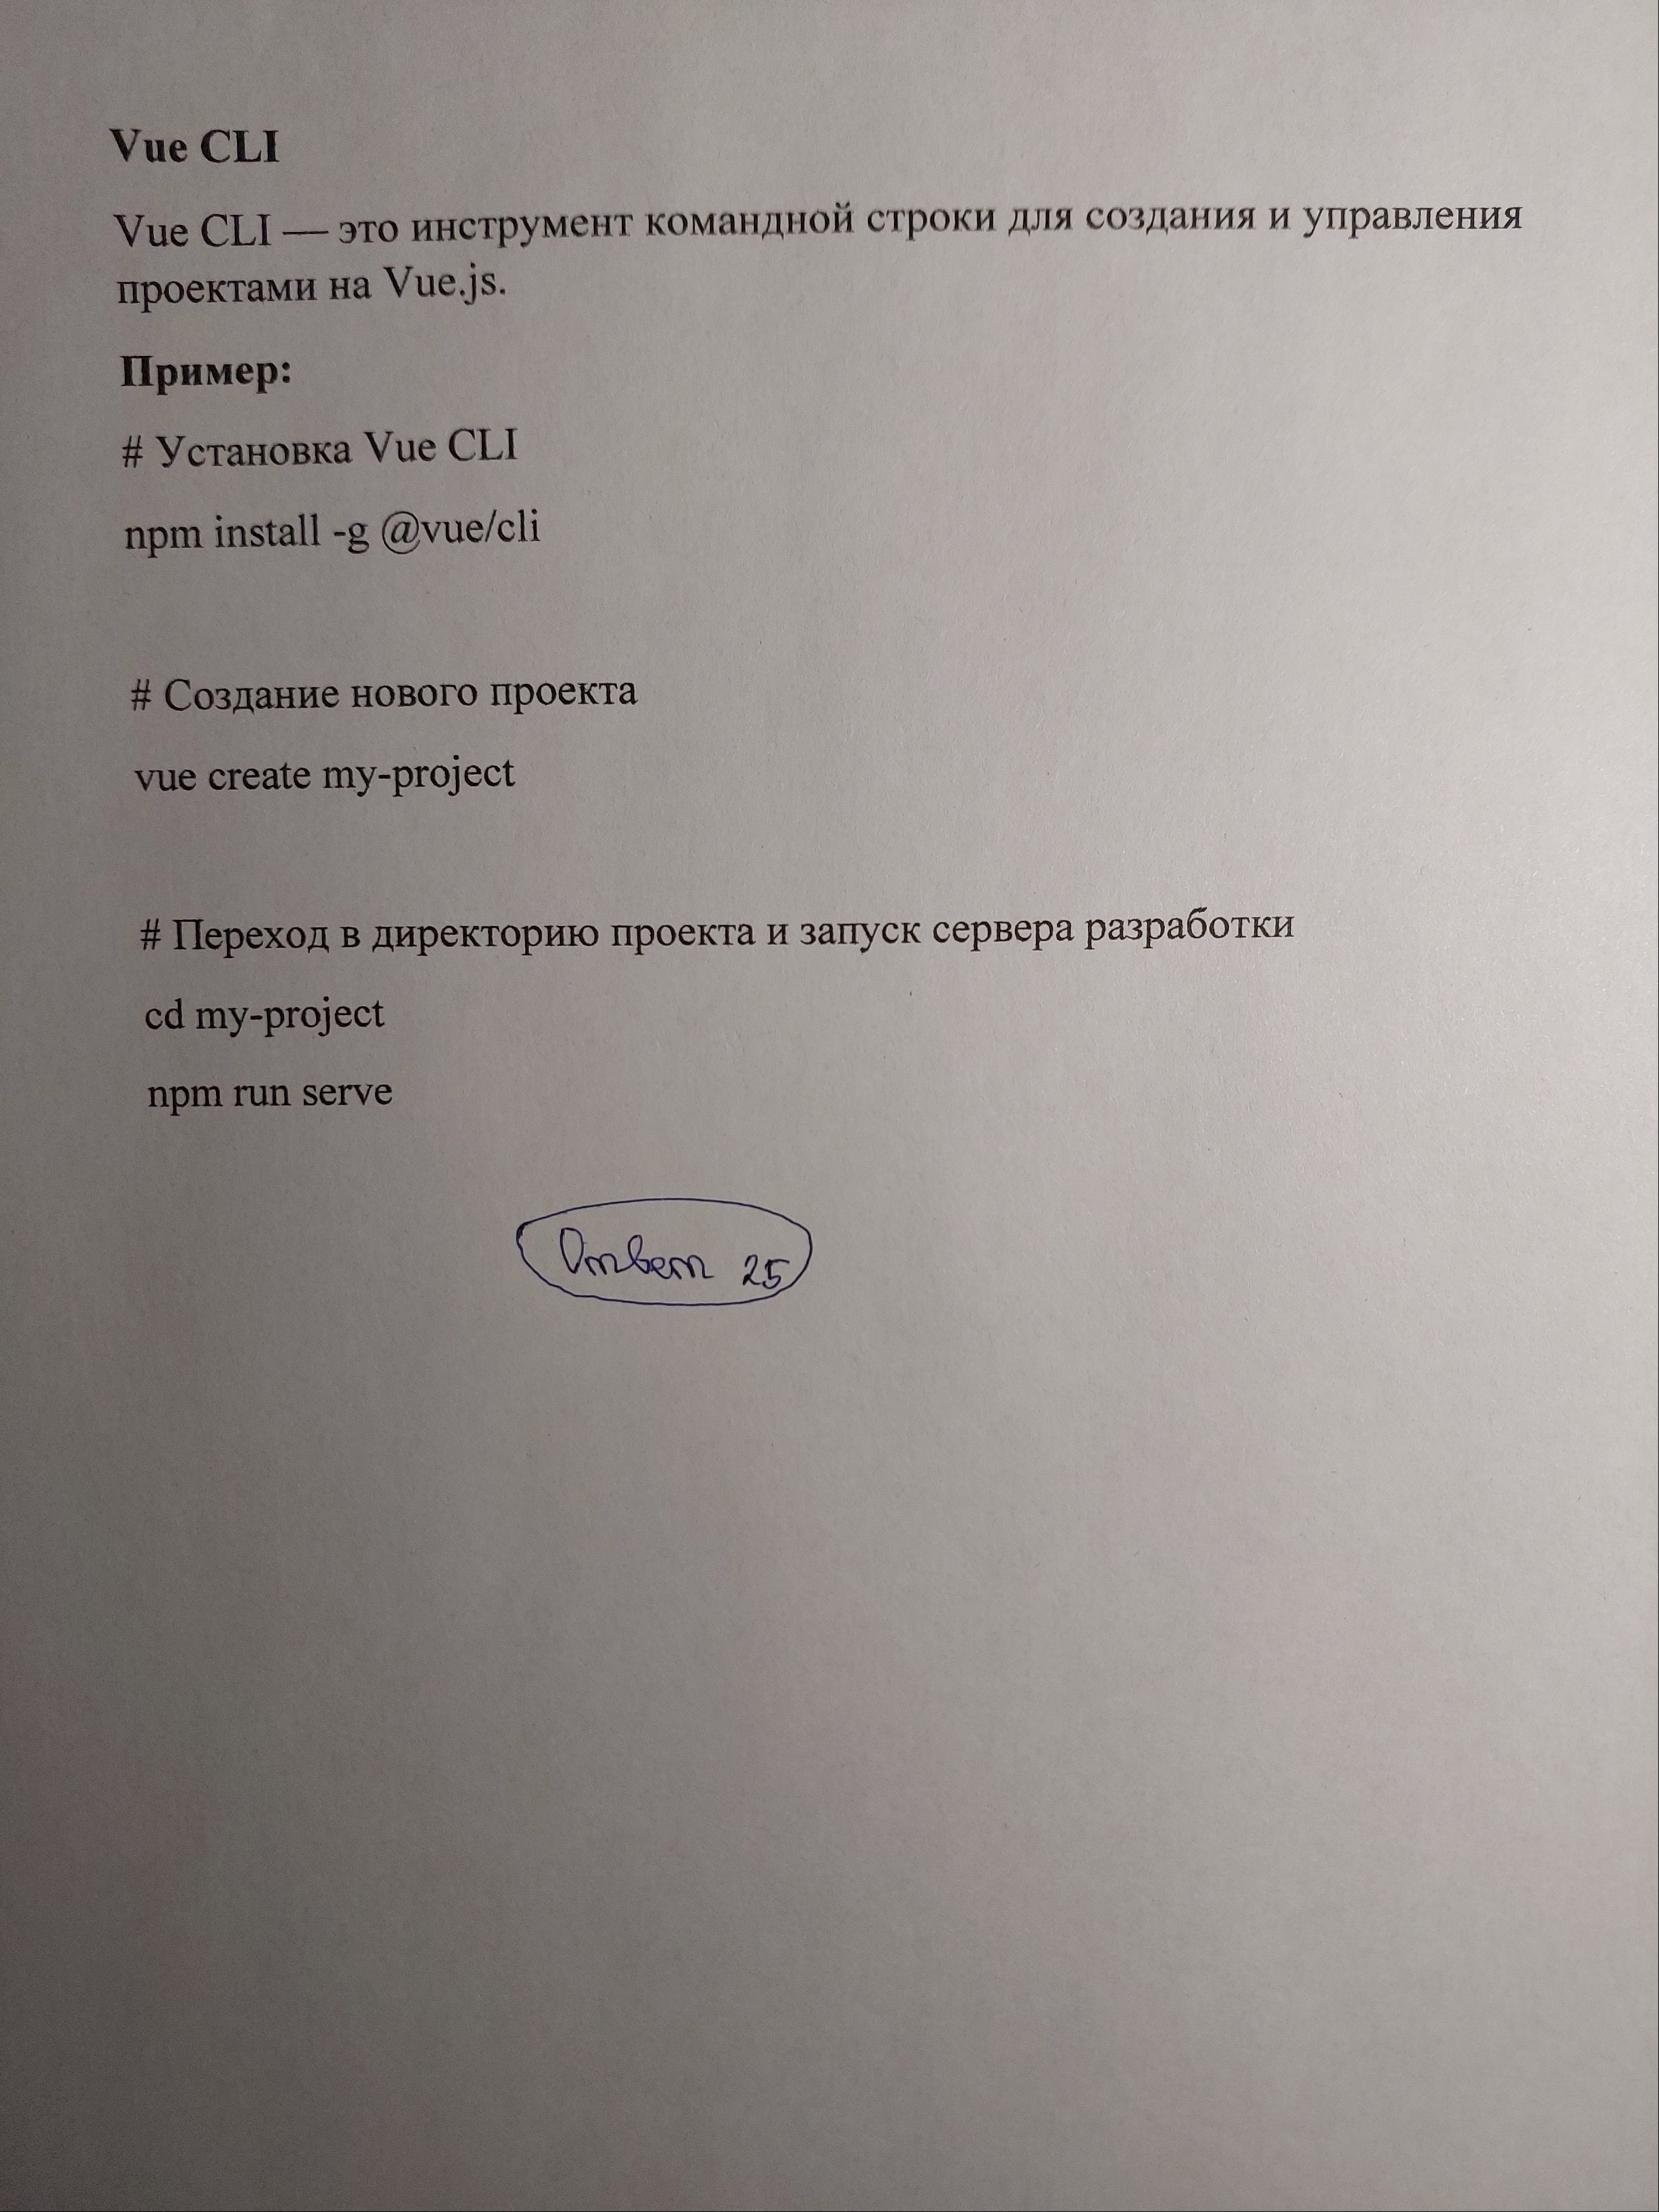 Vue CLI
Vue CLI — это инструмент командной строки для создания и управления
проектами на Vue.js.
Пример:
# Установка Vue CLI
npm install -g @vue/cli
# Создание нового проекта
vue create my-project
# Переход в директорию проекта и запуск сервера разработки
cd my-project
npm run serve
Ответ 25